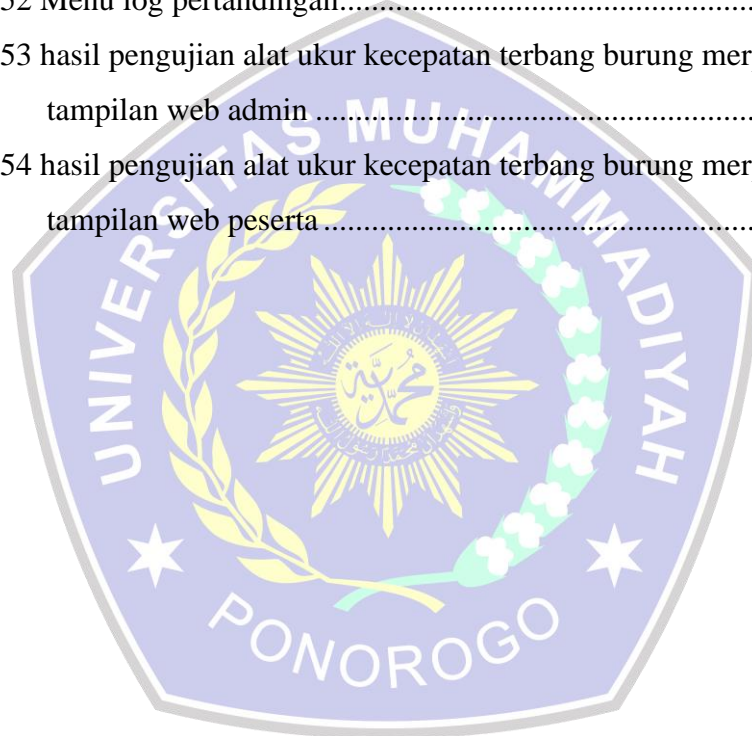 52 Menu log pertandingan....................................................
53 hasil pengujian alat ukur kecepatan terbang burung mer
tampilan web admin ........................................................
54 hasil pengujian alat ukur kecepatan terbang burung mer
tampilan web peserta .......................................................
UNIVERSITAS MUHAMMADIYAH
PONOROGO